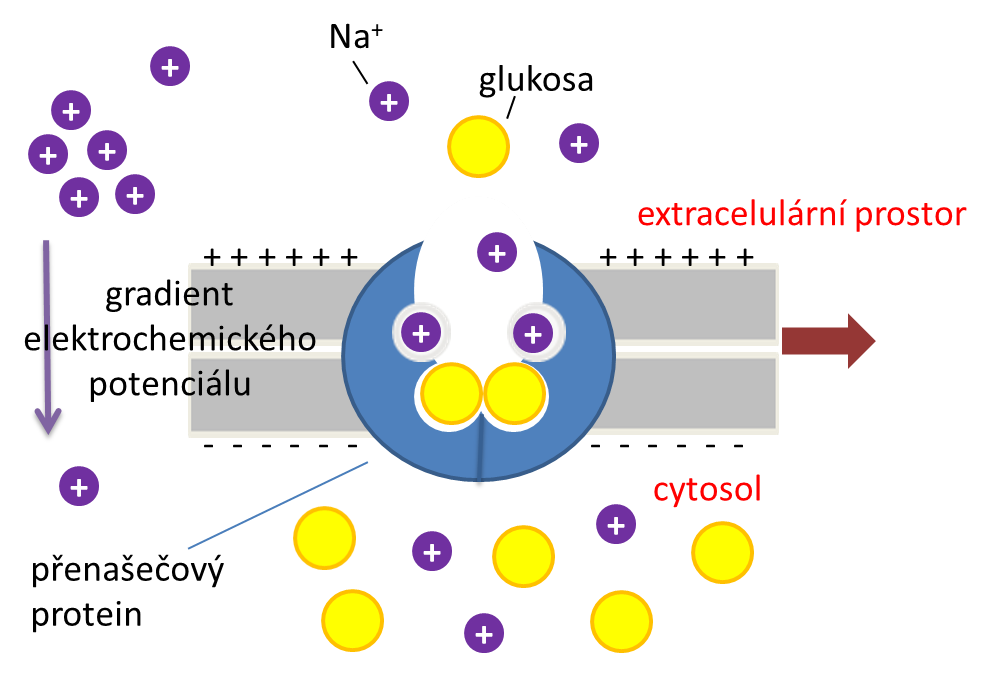 Na⁺
glukosa
extracelulární prostor
+ + + + + +
+ + + + + +
gradient
elektrochemického
potenciálu
- - - - - -
- - - - - -
cytosol
přenašečový
protein